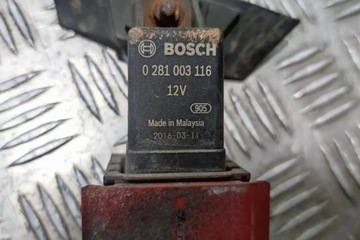 BOSCH
0 281 003 116
12V
905
Made in Malaysia
2016-03-11